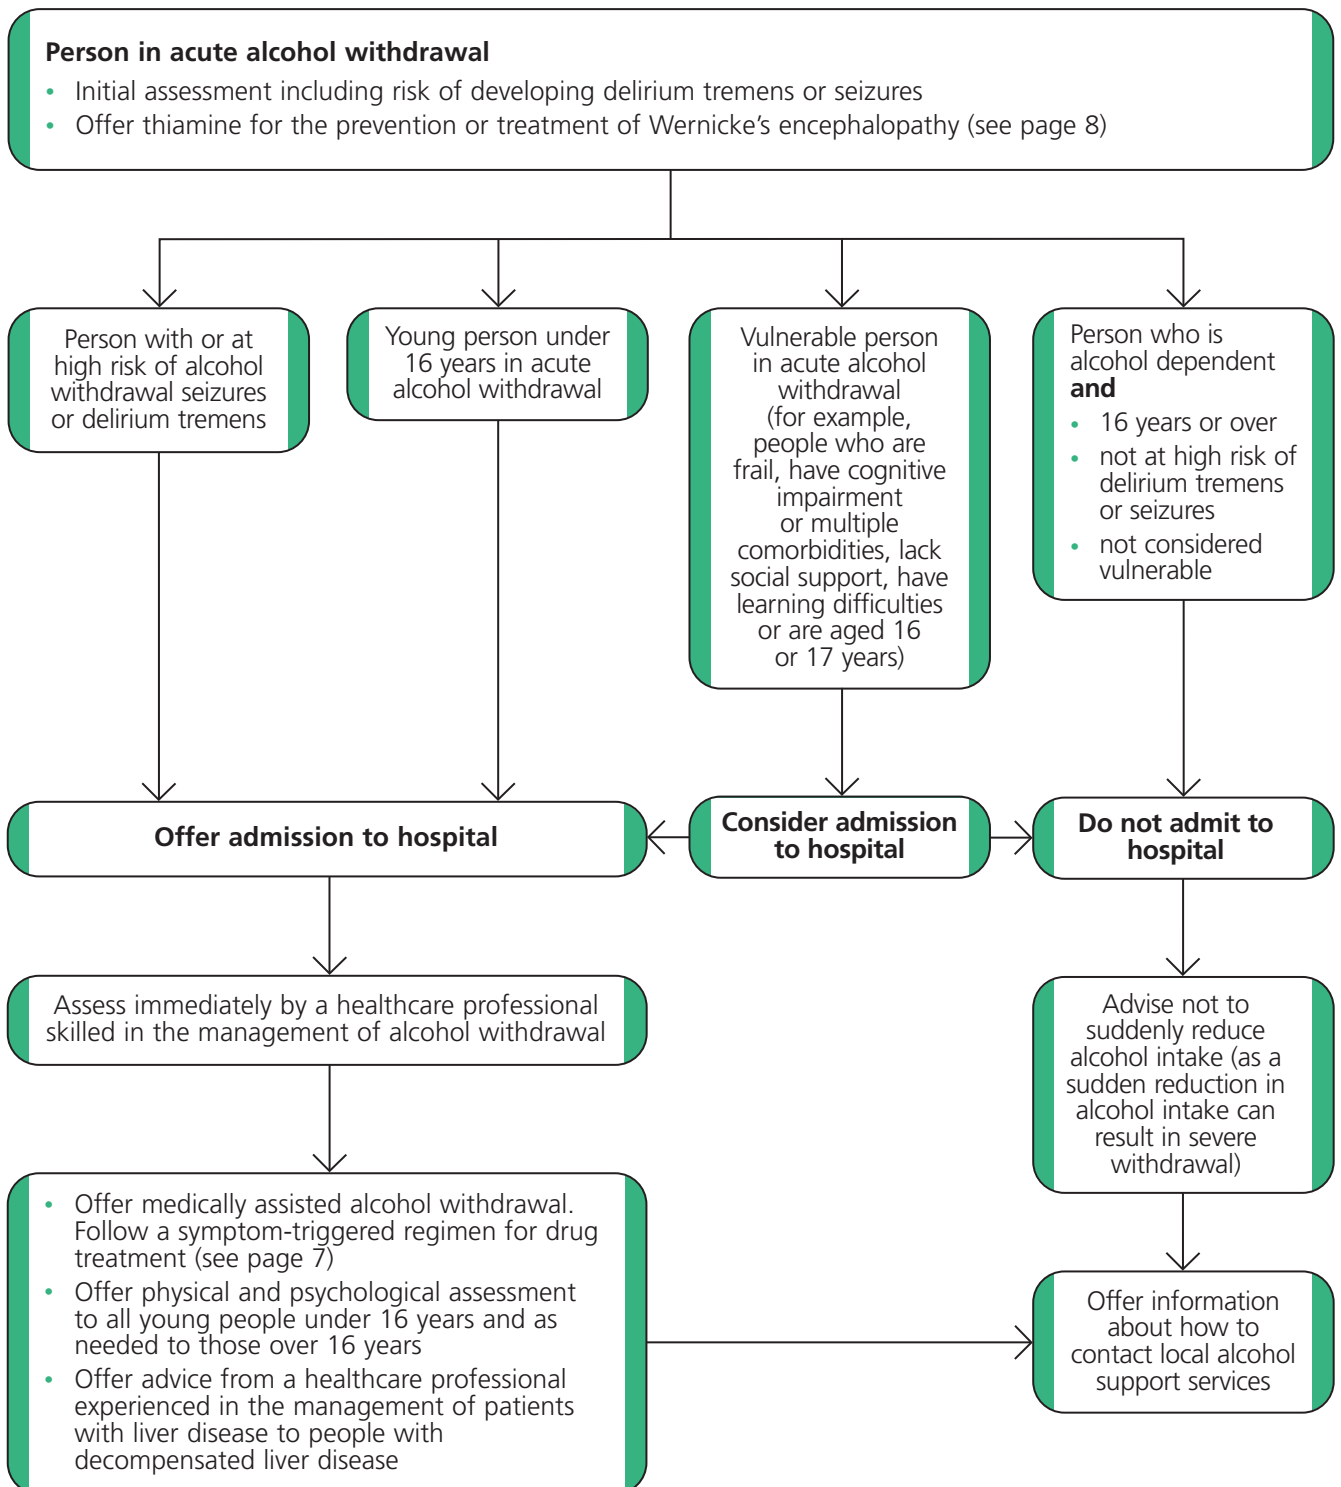 Person in acute alcohol withdrawal
• Initial assessment including risk of developing delirium tremens or seizures
• Offer thiamine for the prevention or treatment of Wernicke's encephalopathy (see page 8)
Person with or at
high risk of alcohol
withdrawal seizures
or delirium tremens
Young person under
16 years in acute
alcohol withdrawal
Vulnerable person
in acute alcohol
withdrawal
(for example,
people who are
frail, have cognitive
impairment
or multiple
comorbidities, lack
social support, have
learning difficulties
or are aged 16
or 17 years)
Person who is
alcohol dependent
and
• 16 years or over
• not at high risk of
delirium tremens
or seizures
• not considered
vulnerable
Offer admission to hospital
Consider admission
to hospital
Do not admit to
hospital
Assess immediately by a healthcare professional
skilled in the management of alcohol withdrawal
Advise not to
suddenly reduce
alcohol intake (as a
sudden reduction in
alcohol intake can
result in severe
withdrawal)
• Offer medically assisted alcohol withdrawal.
Follow a symptom-triggered regimen for drug
treatment (see page 7)
• Offer physical and psychological assessment
to all young people under 16 years and as
needed to those over 16 years
• Offer advice from a healthcare professional
experienced in the management of patients
with liver disease to people with
decompensated liver disease
Offer information
about how to
contact local alcohol
support services